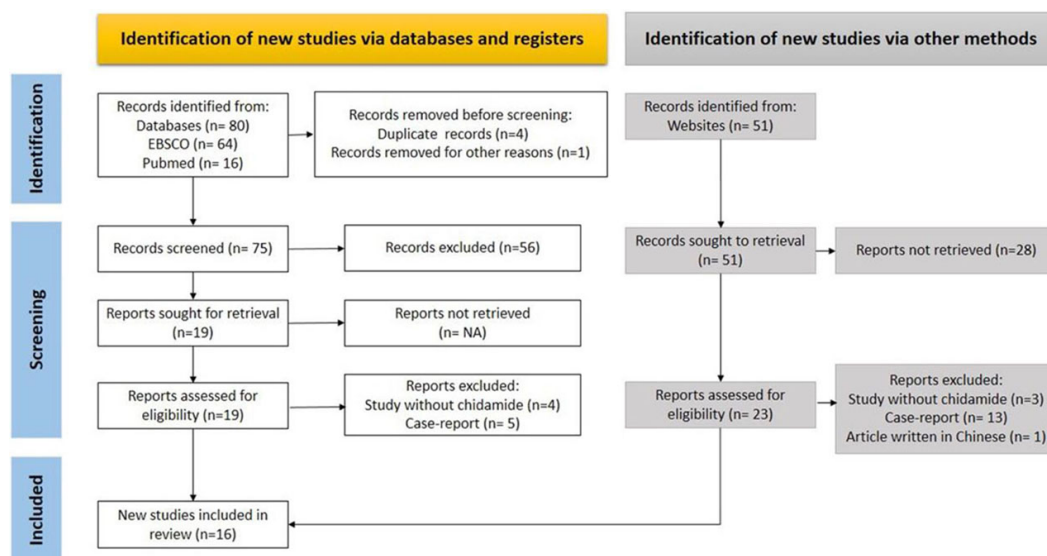 Identification of new studies via databases and registers
Identification of new studies via other methods
Identification
Records identified from:
Databases (n= 80)
EBSCO (n= 64)
Pubmed (n= 16)
Records removed before screening:
Duplicate records (n=4)
Records removed for other reasons (n=1)
Records identified from:
Websites (n= 51)
Screening
Records screened (n= 75)
Records excluded (n=56)
Records sought to retrieval
(n= 51)
Reports not retrieved (n=28)
Reports sought for retrieval
(n=19)
Reports not retrieved
(n= NA)
Reports assessed for
eligibility (n=19)
Reports excluded:
Study without chidamide (n=4)
Case-report (n= 5)
Reports assessed for
eligibility (n= 23)
Reports excluded:
Study without chidamide (n=3)
Case-report (n= 13)
Article written in Chinese (n= 1)
Included
New studies included in
review (n=16)